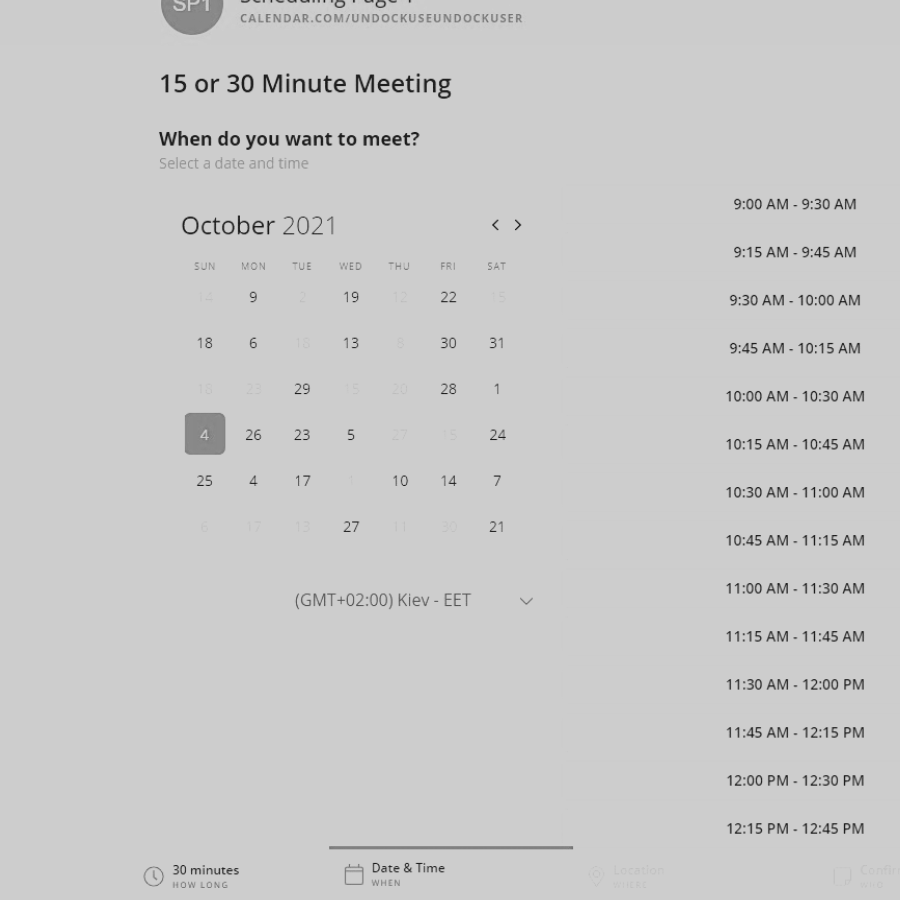 SP1
Scheduling Page 1
CALENDAR.COM/UNDOCKUSEUNDOCKUSER
15 or 30 Minute Meeting
When do you want to meet?
Select a date and time
October 2021
SUN MON TUE WED THU FRI SAT
14 9 2 19 12 22 15
18 6 13 8 30 31
16 23 29 15 20 28 1
4 26 23 5 27 15 24
25 4 17 1 10 14 7
6 17 13 27 11 30 21
(GMT+02:00) Kiev - EET
9:00 AM - 9:30 AM
9:15 AM - 9:45 AM
9:30 AM - 10:00 AM
9:45 AM - 10:15 AM
10:00 AM - 10:30 AM
10:15 AM - 10:45 AM
10:30 AM - 11:00 AM
10:45 AM - 11:15 AM
11:00 AM - 11:30 AM
11:15 AM - 11:45 AM
11:30 AM - 12:00 PM
11:45 AM - 12:15 PM
12:00 PM - 12:30 PM
12:15 PM - 12:45 PM
30 minutes
HOW LONG
Date & Time
WHEN
Location
WHERE